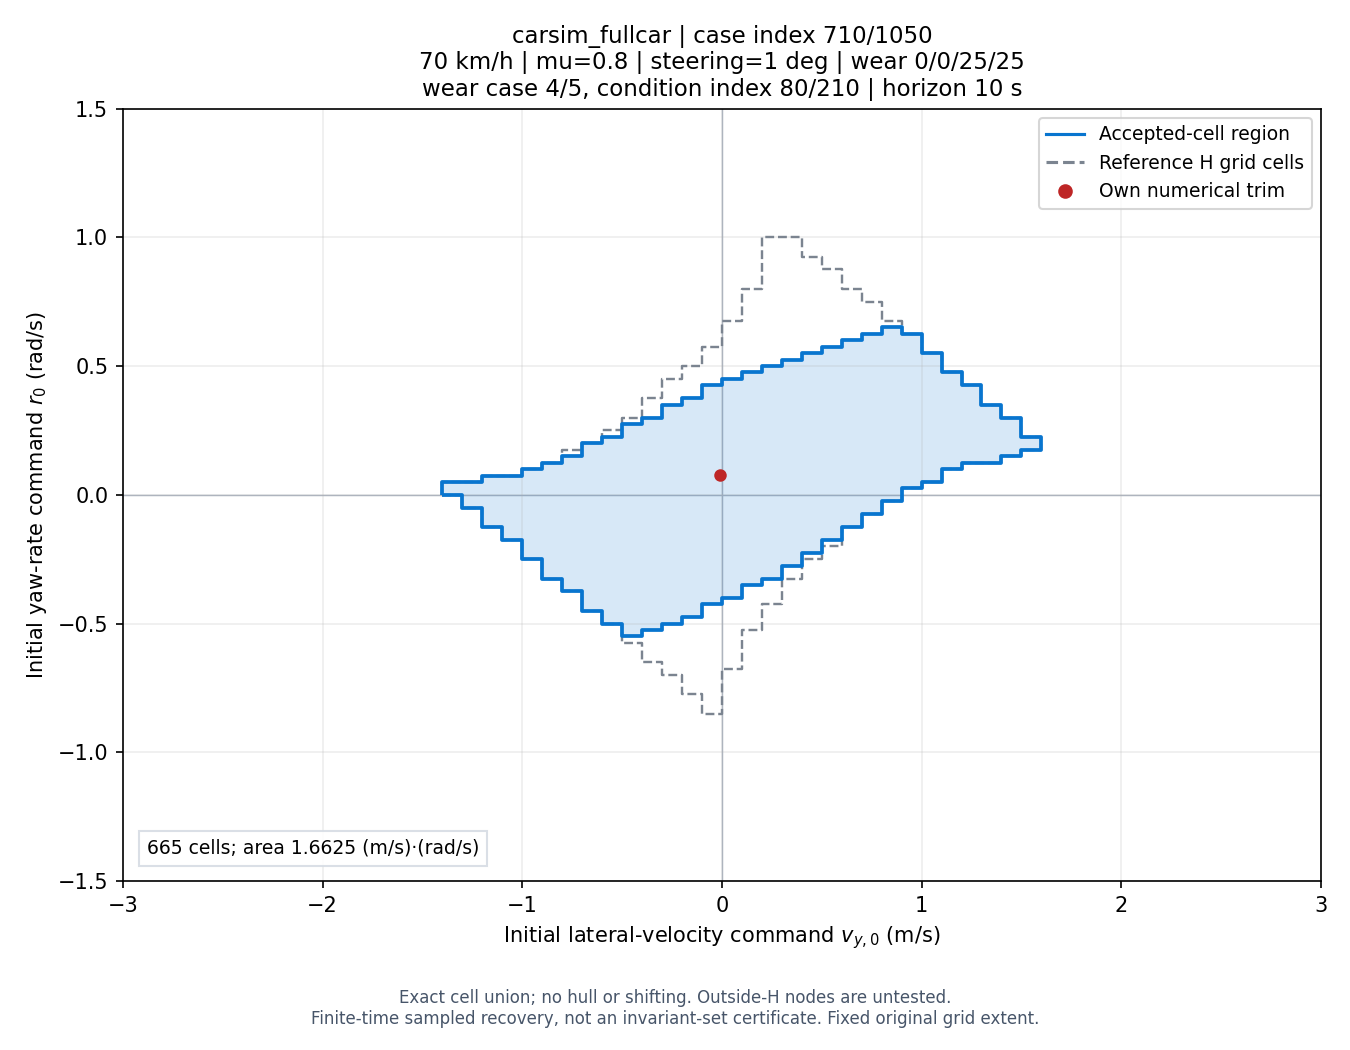 carsim_fullcar | case index 710/1050
70 km/h | mu=0.8 | steering=1 deg | wear 0/0/25/25
wear case 4/5, condition index 80/210 | horizon 10 s
Accepted-cell region
Reference H grid cells
Own numerical trim
1.5
1.0
0.5
0.0
−0.5
−1.0
−1.5
Initial yaw-rate command r₀ (rad/s)
665 cells; area 1.6625 (m/s)·(rad/s)
−3 −2 −1 0 1 2 3
Initial lateral-velocity command v_{y,0} (m/s)
Exact cell union; no hull or shifting. Outside-H nodes are untested.
Finite-time sampled recovery, not an invariant-set certificate. Fixed original grid extent.